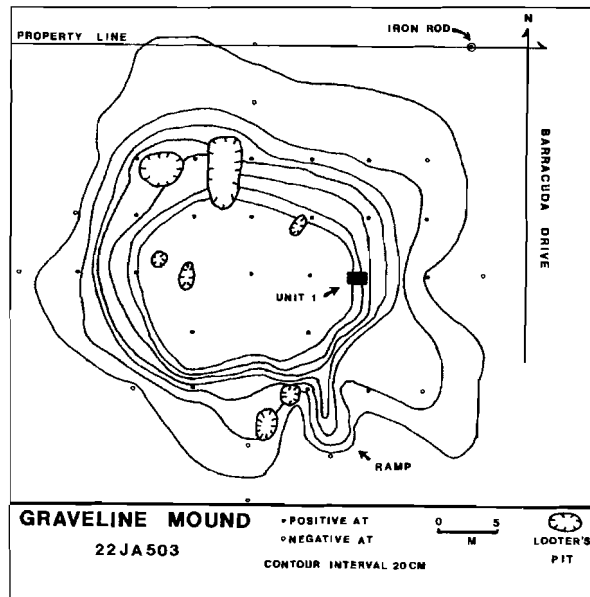 IRON ROD
N
PROPERTY LINE
BARRACUDA DRIVE
UNIT 1
RAMP
GRAVELINE MOUND
22JA503
•POSITIVE AT
○NEGATIVE AT
CONTOUR INTERVAL 20CM
0 5
M
LOOTER'S
PIT